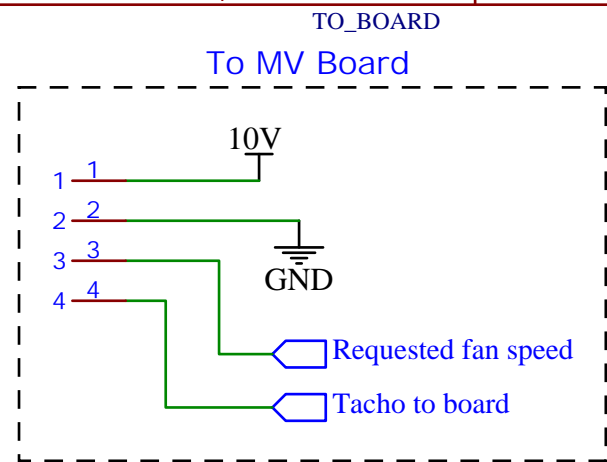 TO_BOARD
To MV Board
10V
1 1
2 2
3 3
GND
4 4
Requested fan speed
Tacho to board